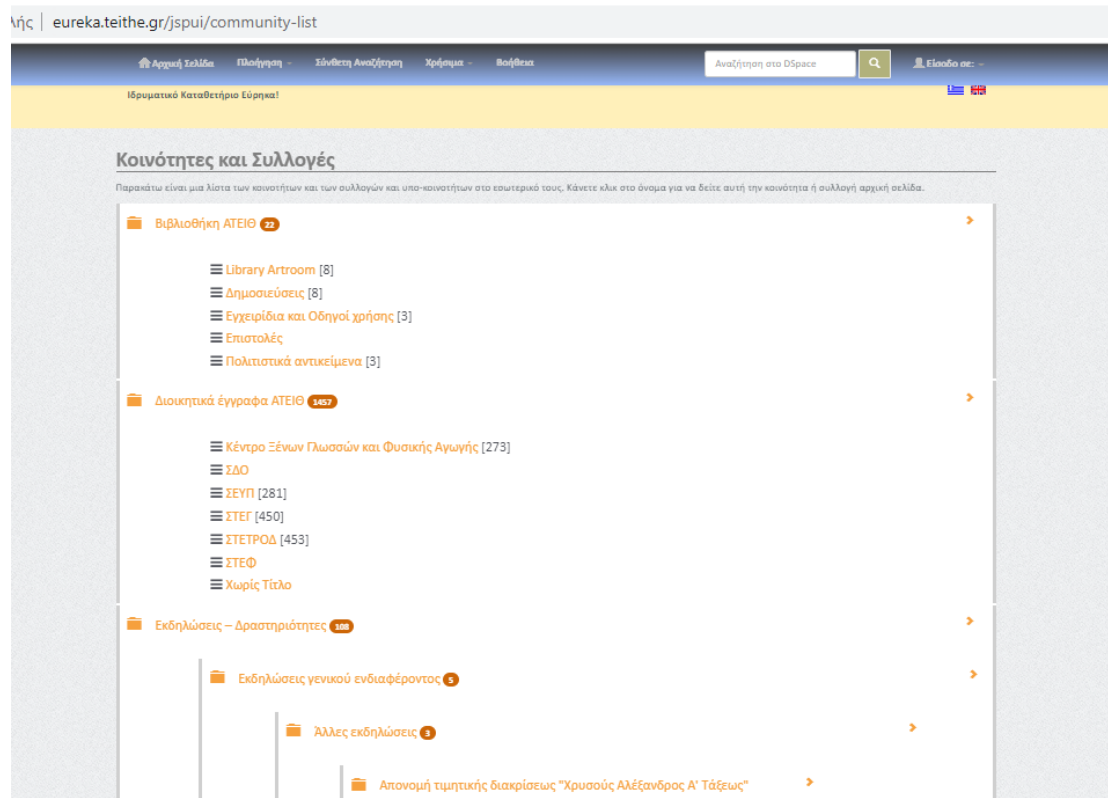 λής eureka.teithe.gr/jspui/community-list
Αρχική Σελίδα Πλοήγηση Σύνθετη Αναζήτηση Χρήσιμα Βοήθεια Αναζήτηση στο DSpace Είσοδο σε:
Ιδρυματικό Καταθετήριο Εύρηκα!
Κοινότητες και Συλλογές
Παρακάτω είναι μια λίστα των κοινοτήτων και των συλλογών και υπο-κοινοτήτων στο εσωτερικό τους. Κάνετε κλικ στο όνομα για να δείτε αυτή την κοινότητα ή συλλογή αρχική σελίδα.
Βιβλιοθήκη ΑΤΕΙΘ 22
Library Artroom [8]
Δημοσιεύσεις [8]
Εγχειρίδια και Οδηγοί χρήσης [3]
Επιστολές
Πολιτιστικά αντικείμενα [3]
Διοικητικά έγγραφα ΑΤΕΙΘ 1457
Κέντρο Ξένων Γλωσσών και Φυσικής Αγωγής [273]
ΣΔΟ
ΣΕΥΠ [281]
ΣΤΕΓ [450]
ΣΤΕΤΡΟΔ [453]
ΣΤΕΦ
Χωρίς Τίτλο
Εκδηλώσεις – Δραστηριότητες 108
Εκδηλώσεις γενικού ενδιαφέροντος 5
Άλλες εκδηλώσεις 3
Απονομή τιμητικής διακρίσεως "Χρυσούς Αλέξανδρος Α' Τάξεως"